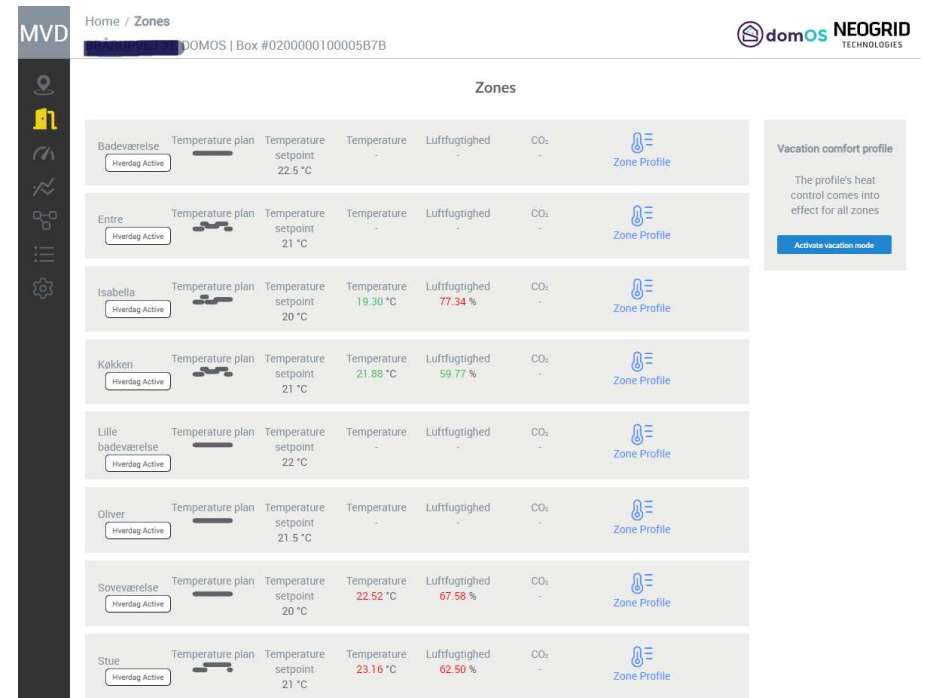 MVD
Home / Zones
DOMOS | Box #0200000100005B7B
domOS
NEOGRID
TECHNOLOGIES
Zones
Badeværelse
Hverdag Active
Temperature plan
Temperature
setpoint
22.5 °C
Temperature
-
Luftfugtighed
-
CO₂
-
Zone Profile
Entre
Hverdag Active
Temperature plan
Temperature
setpoint
21 °C
Temperature
-
Luftfugtighed
-
CO₂
-
Zone Profile
Isabella
Hverdag Active
Temperature plan
Temperature
setpoint
20 °C
Temperature
19.30 °C
Luftfugtighed
77.34 %
CO₂
-
Zone Profile
Køkken
Hverdag Active
Temperature plan
Temperature
setpoint
21 °C
Temperature
21.88 °C
Luftfugtighed
59.77 %
CO₂
-
Zone Profile
Lille
badeværelse
Hverdag Active
Temperature plan
Temperature
setpoint
22 °C
Temperature
-
Luftfugtighed
-
CO₂
-
Zone Profile
Oliver
Hverdag Active
Temperature plan
Temperature
setpoint
21.5 °C
Temperature
-
Luftfugtighed
-
CO₂
-
Zone Profile
Soveværelse
Hverdag Active
Temperature plan
Temperature
setpoint
20 °C
Temperature
22.52 °C
Luftfugtighed
67.58 %
CO₂
-
Zone Profile
Stue
Hverdag Active
Temperature plan
Temperature
setpoint
21 °C
Temperature
23.16 °C
Luftfugtighed
62.50 %
CO₂
-
Zone Profile
Vacation comfort profile
The profile's heat
control comes into
effect for all zones
Activate vacation mode